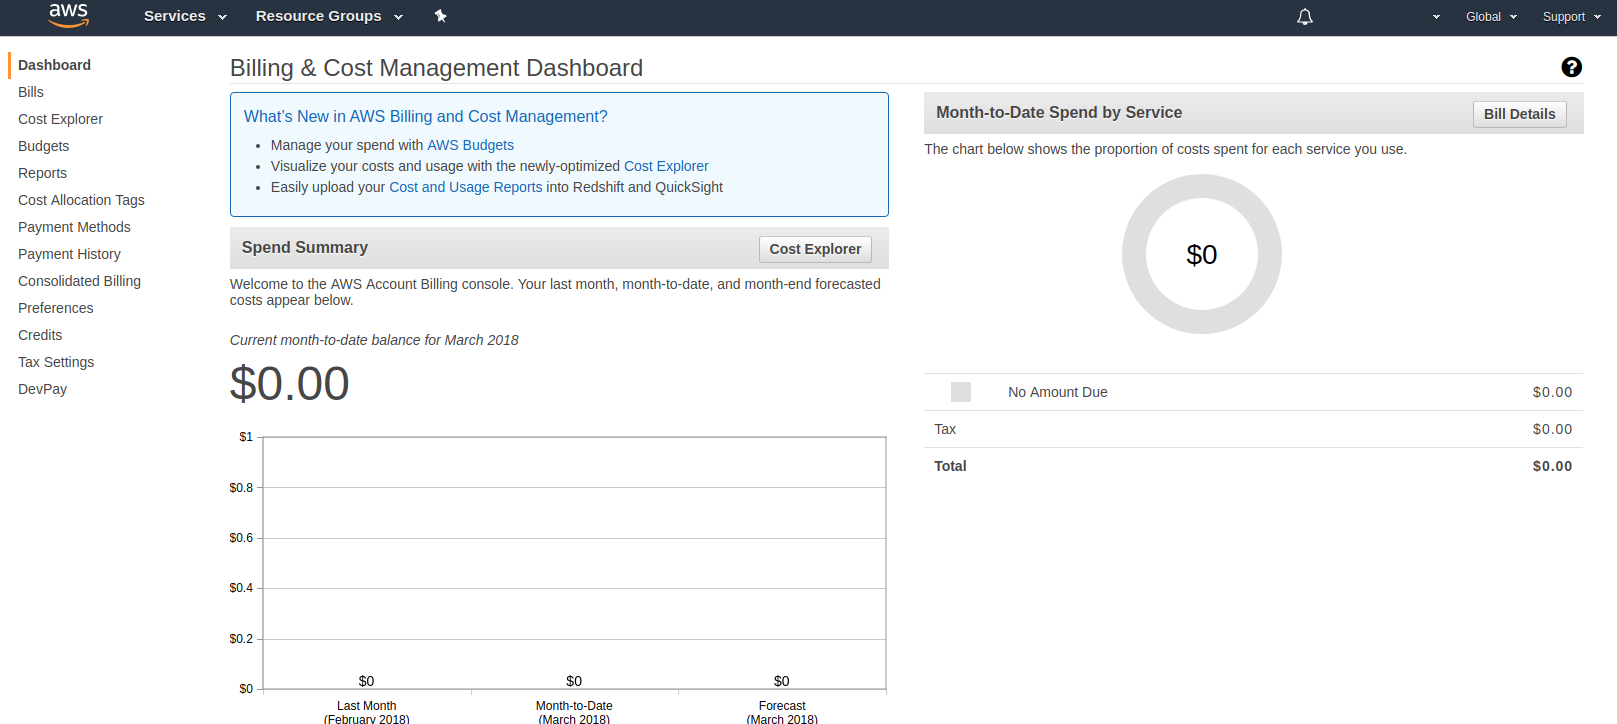 aws
Services
Resource Groups
Global
Support
Dashboard
Bills
Cost Explorer
Budgets
Reports
Cost Allocation Tags
Payment Methods
Payment History
Consolidated Billing
Preferences
Credits
Tax Settings
DevPay
Billing & Cost Management Dashboard
?
What’s New in AWS Billing and Cost Management?
• Manage your spend with AWS Budgets
• Visualize your costs and usage with the newly-optimized Cost Explorer
• Easily upload your Cost and Usage Reports into Redshift and QuickSight
Spend Summary
Cost Explorer
Welcome to the AWS Account Billing console. Your last month, month-to-date, and month-end forecasted
costs appear below.
Current month-to-date balance for March 2018
$0.00
$1
$0.8
$0.6
$0.4
$0.2
$0
$0 $0 $0
Last Month Month-to-Date Forecast
(February 2018) (March 2018) (March 2018)
Month-to-Date Spend by Service
Bill Details
The chart below shows the proportion of costs spent for each service you use.
$0
No Amount Due $0.00
Tax $0.00
Total $0.00